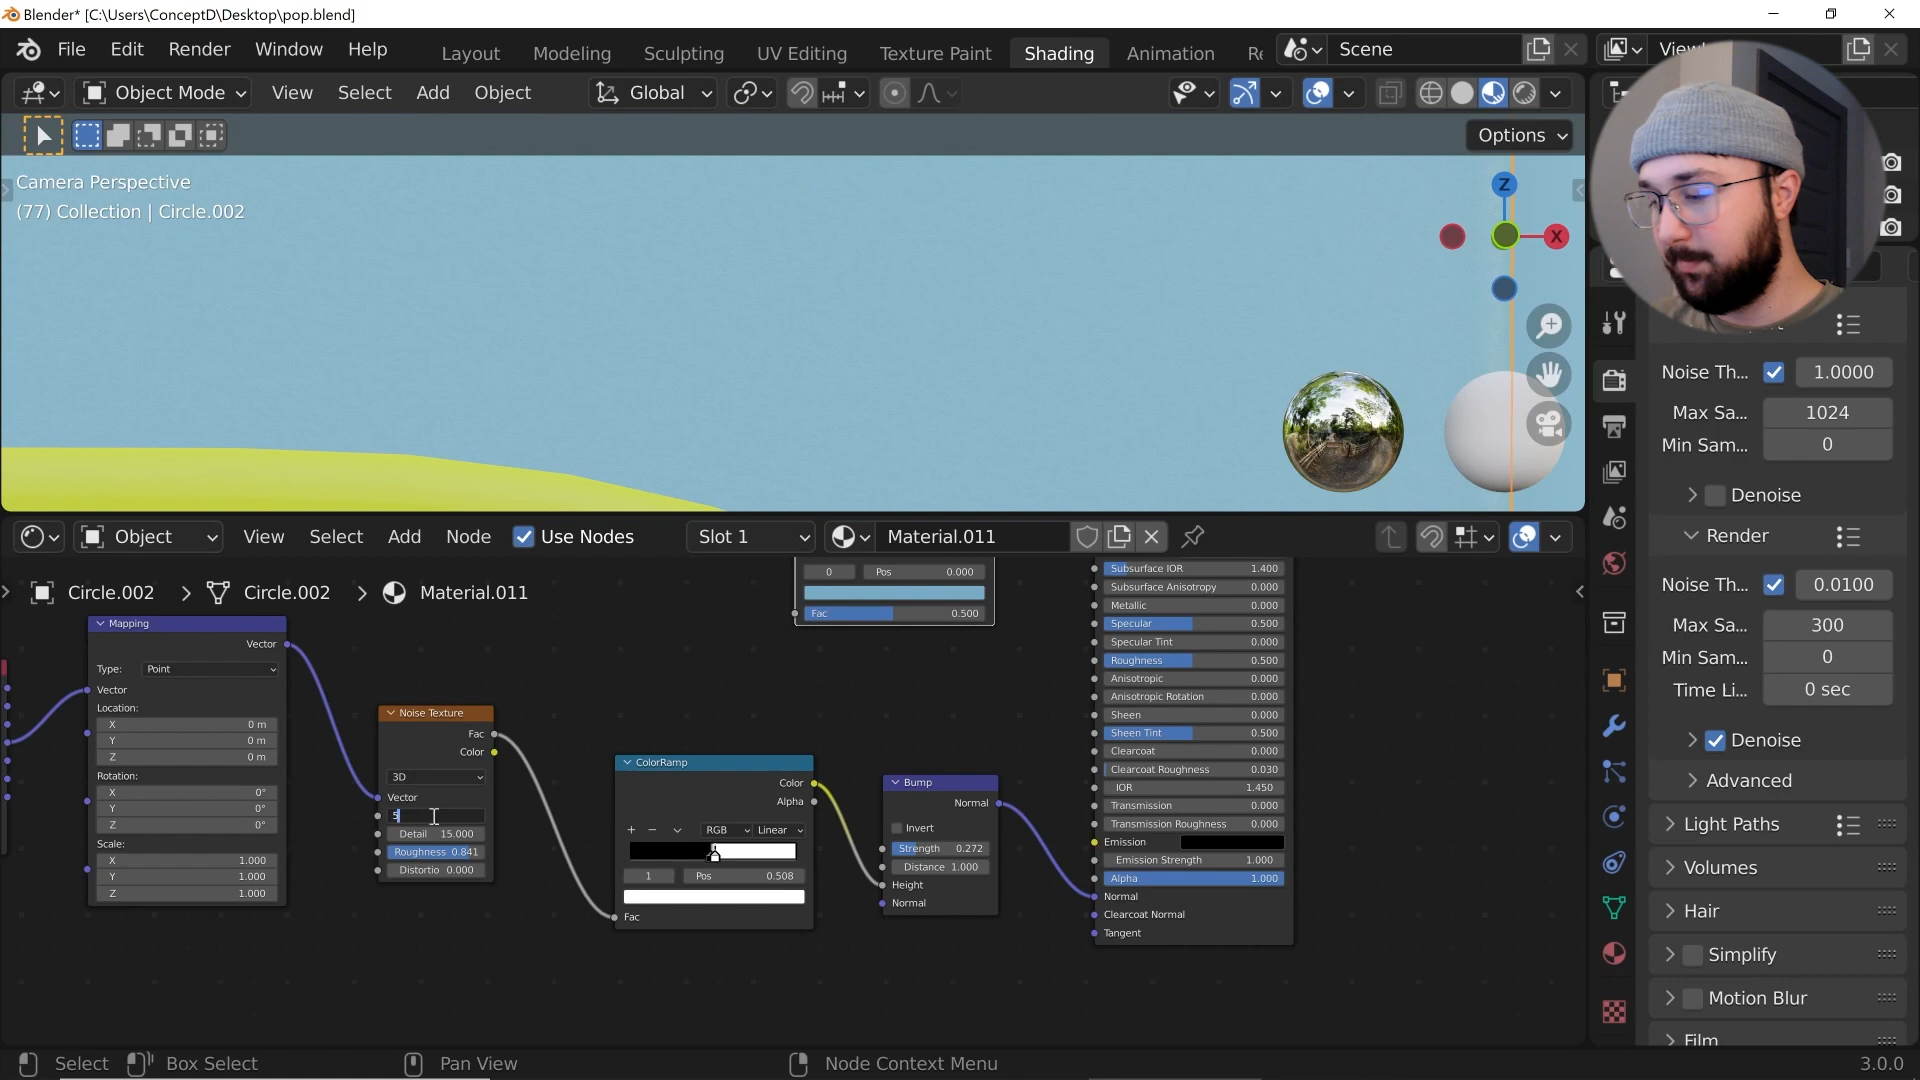 Blender* [C:\Users\ConceptD\Desktop\pop.blend]
File Edit Render Window Help
Layout Modeling Sculpting UV Editing Texture Paint Shading Animation
Scene
Object Mode View Select Add Object
Global
Options
Camera Perspective
(77) Collection | Circle.002
Z
X
Noise Th... 1.0000
Max Sa... 1024
Min Sam... 0
Denoise
Render
Noise Th... 0.0100
Max Sa... 300
Min Sam... 0
Time Li... 0 sec
Denoise
Advanced
Light Paths
Volumes
Hair
Simplify
Motion Blur
Film
Object View Select Add Node Use Nodes Slot 1 Material.011
Circle.002 > Circle.002 > Material.011
Mapping
Vector
Type: Point
Vector
Location:
X 0 m
Y 0 m
Z 0 m
Rotation:
X 0°
Y 0°
Z 0°
Scale:
X 1.000
Y 1.000
Z 1.000
Noise Texture
Fac
Color
3D
Vector
5
Detail 15.000
Roughness 0.841
Distortio 0.000
0 Pos 0.000
Fac 0.500
ColorRamp
Color
Alpha
+ − RGB Linear
1 Pos 0.508
Fac
Bump
Normal
Invert
Strength 0.272
Distance 1.000
Height
Normal
Subsurface IOR 1.400
Subsurface Anisotropy 0.000
Metallic 0.000
Specular 0.500
Specular Tint 0.000
Roughness 0.500
Anisotropic 0.000
Anisotropic Rotation 0.000
Sheen 0.000
Sheen Tint 0.500
Clearcoat 0.000
Clearcoat Roughness 0.030
IOR 1.450
Transmission 0.000
Transmission Roughness 0.000
Emission
Emission Strength 1.000
Alpha 1.000
Normal
Clearcoat Normal
Tangent
Select Box Select Pan View Node Context Menu 3.0.0